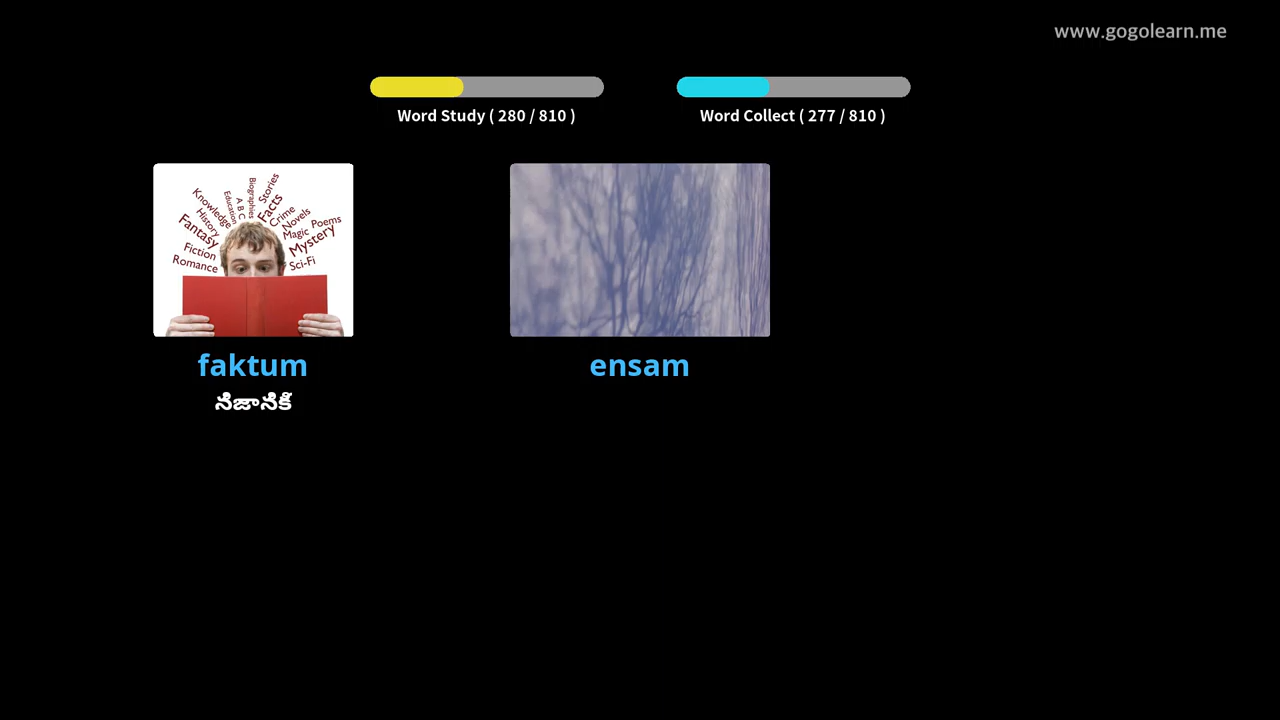 www.gogolearn.me
Word Study ( 280 / 810 )
Word Collect ( 277 / 810 )
Knowledge
History
Fantasy
Fiction
Romance
Education
A B C
Biographies
Stories
Facts
Crime
Novels
Magic
Poems
Mystery
Sci-Fi
faktum
నిజానికి
ensam